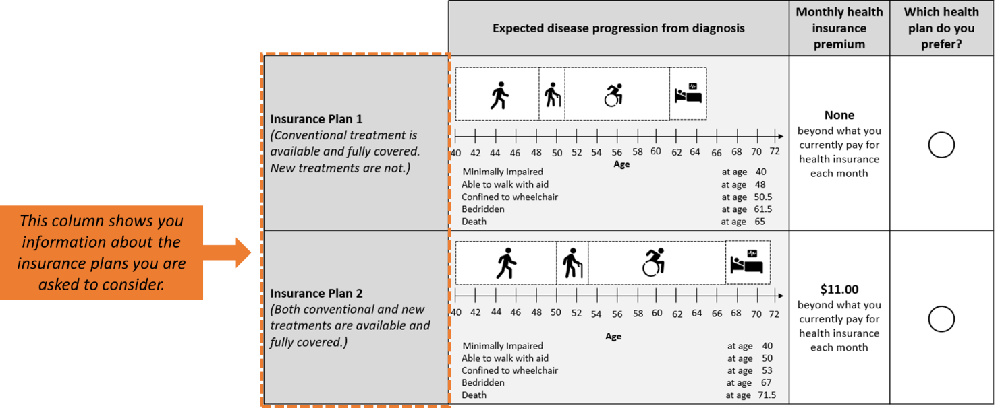 Expected disease progression from diagnosis
Monthly health
insurance
premium
Which health
plan do you
prefer?
This column shows you
information about the
insurance plans you are
asked to consider.
Insurance Plan 1
(Conventional treatment is
available and fully covered.
New treatments are not.)
40 42 44 46 48 50 52 54 56 58 60 62 64 66 68 70 72
Age
Minimally Impaired at age 40
Able to walk with aid at age 48
Confined to wheelchair at age 50.5
Bedridden at age 61.5
Death at age 65
None
beyond what you
currently pay for
health insurance
each month
Insurance Plan 2
(Both conventional and new
treatments are available and
fully covered.)
40 42 44 46 48 50 52 54 56 58 60 62 64 66 68 70 72
Age
Minimally Impaired at age 40
Able to walk with aid at age 50
Confined to wheelchair at age 53
Bedridden at age 67
Death at age 71.5
$11.00
beyond what you
currently pay for
health insurance
each month